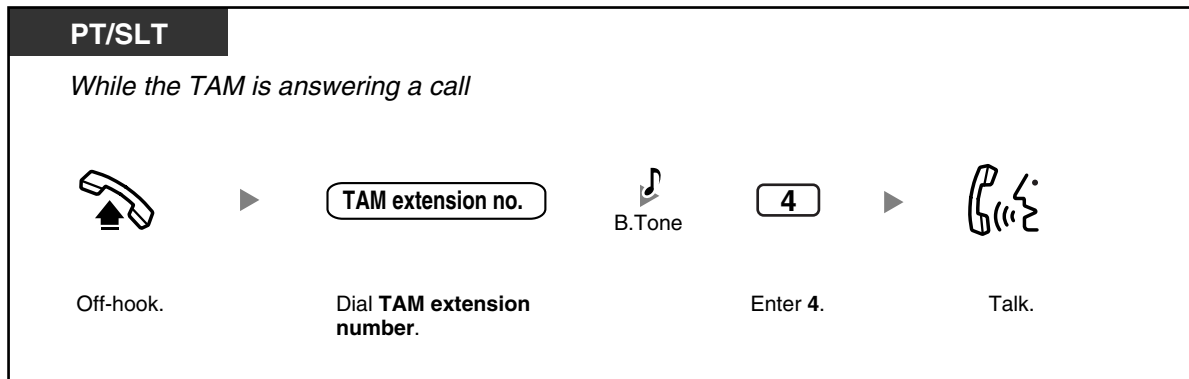 PT/SLT
While the TAM is answering a call
TAM extension no.
B.Tone
4
Off-hook.
Dial TAM extension
number.
Enter 4.
Talk.